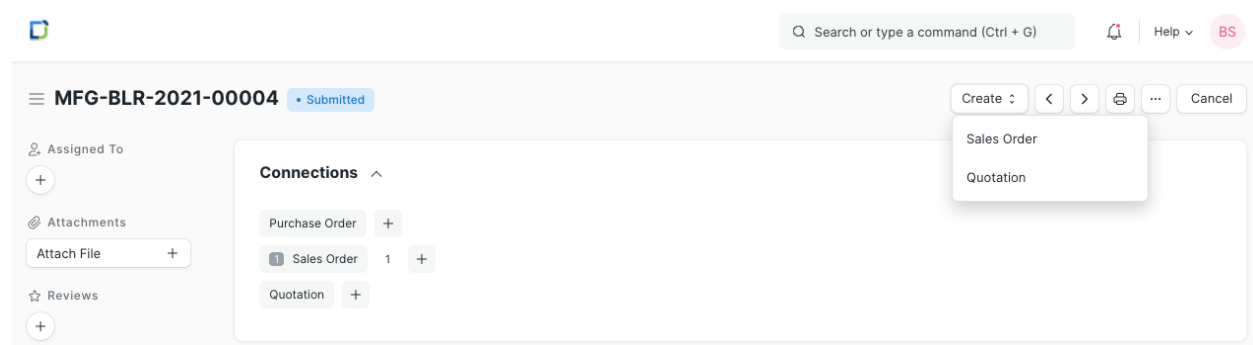 Search or type a command (Ctrl + G)
Help
BS
MFG-BLR-2021-00004
• Submitted
Create
Cancel
Sales Order
Quotation
Assigned To
Attachments
Attach File
Reviews
Connections
Purchase Order
1 Sales Order 1
Quotation